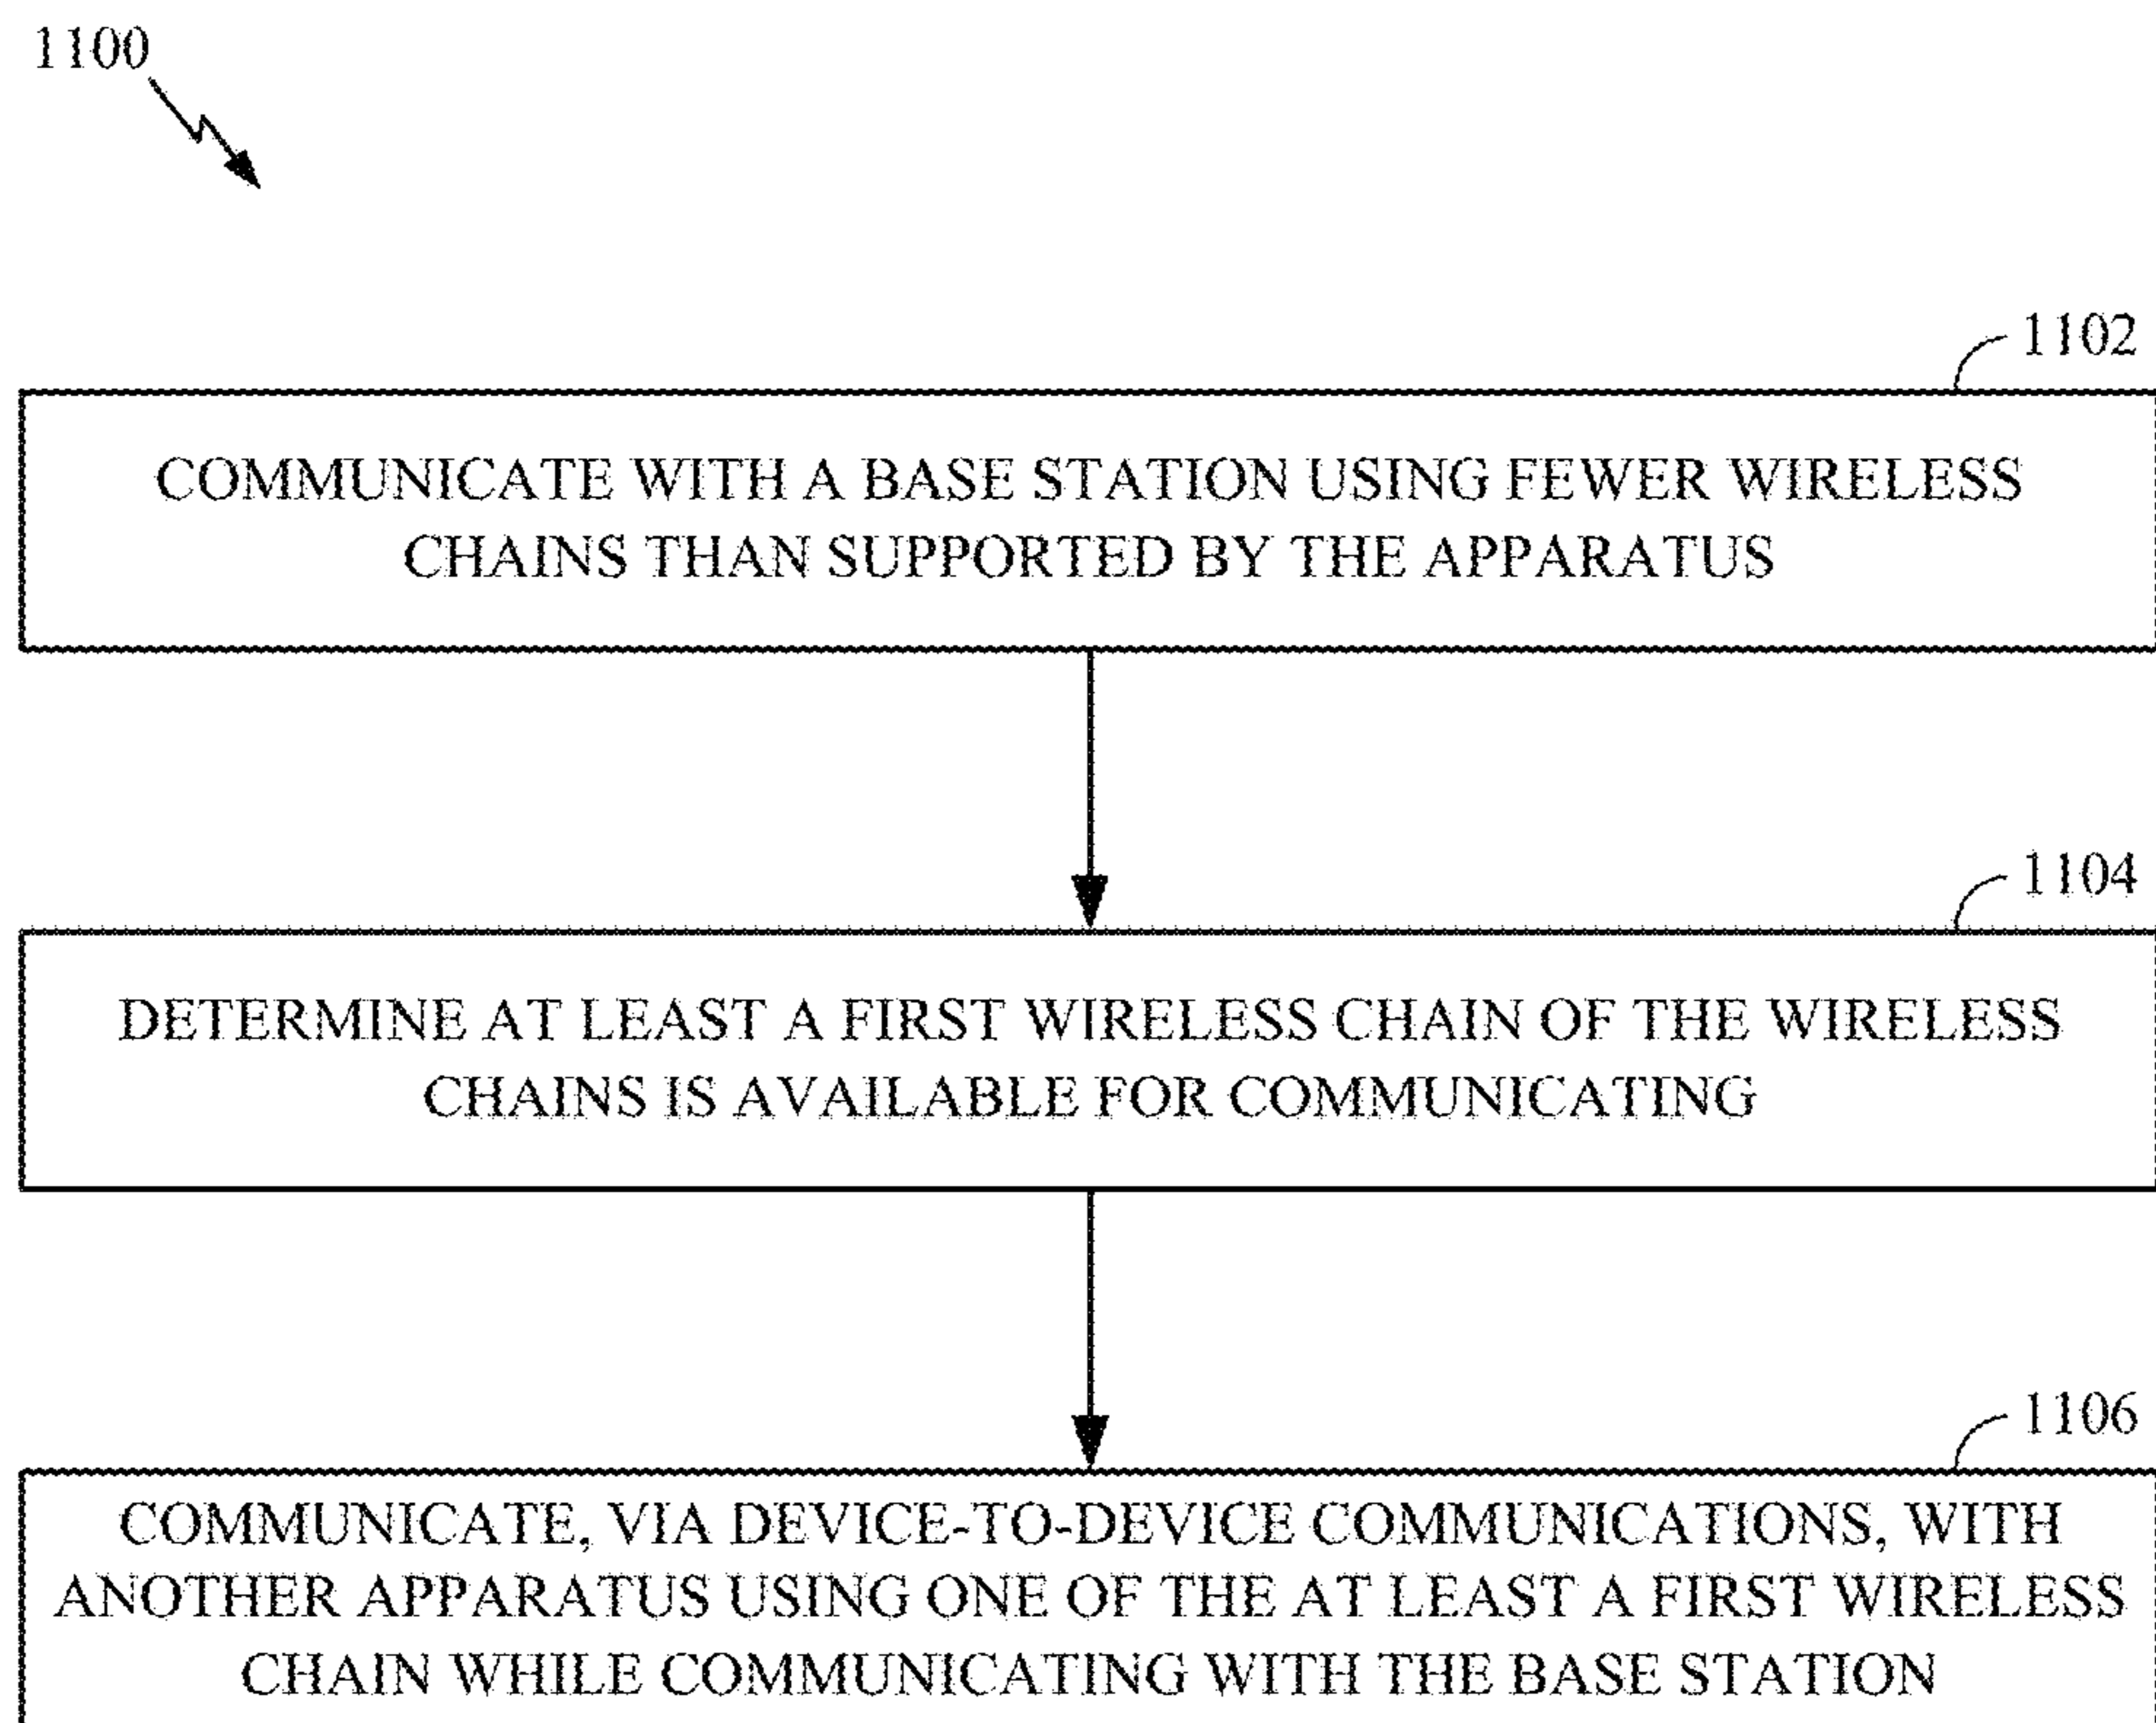 1100
1102
COMMUNICATE WITH A BASE STATION USING FEWER WIRELESS
CHAINS THAN SUPPORTED BY THE APPARATUS
1104
DETERMINE AT LEAST A FIRST WIRELESS CHAIN OF THE WIRELESS
CHAINS IS AVAILABLE FOR COMMUNICATING
1106
COMMUNICATE, VIA DEVICE-TO-DEVICE COMMUNICATIONS, WITH
ANOTHER APPARATUS USING ONE OF THE AT LEAST A FIRST WIRELESS
CHAIN WHILE COMMUNICATING WITH THE BASE STATION